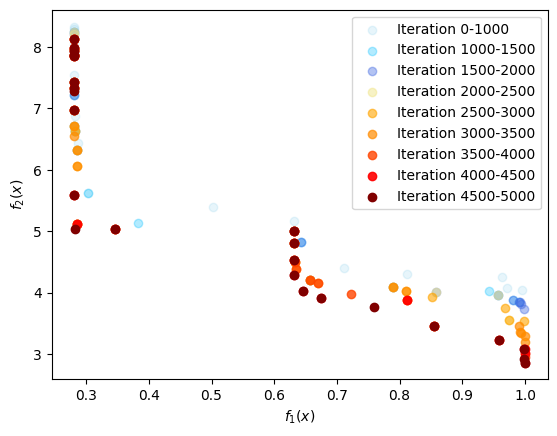 Iteration 0-1000
Iteration 1000-1500
Iteration 1500-2000
Iteration 2000-2500
Iteration 2500-3000
Iteration 3000-3500
Iteration 3500-4000
Iteration 4000-4500
Iteration 4500-5000
8
7
6
5
4
3
f₂(x)
0.3 0.4 0.5 0.6 0.7 0.8 0.9 1.0
f₁(x)